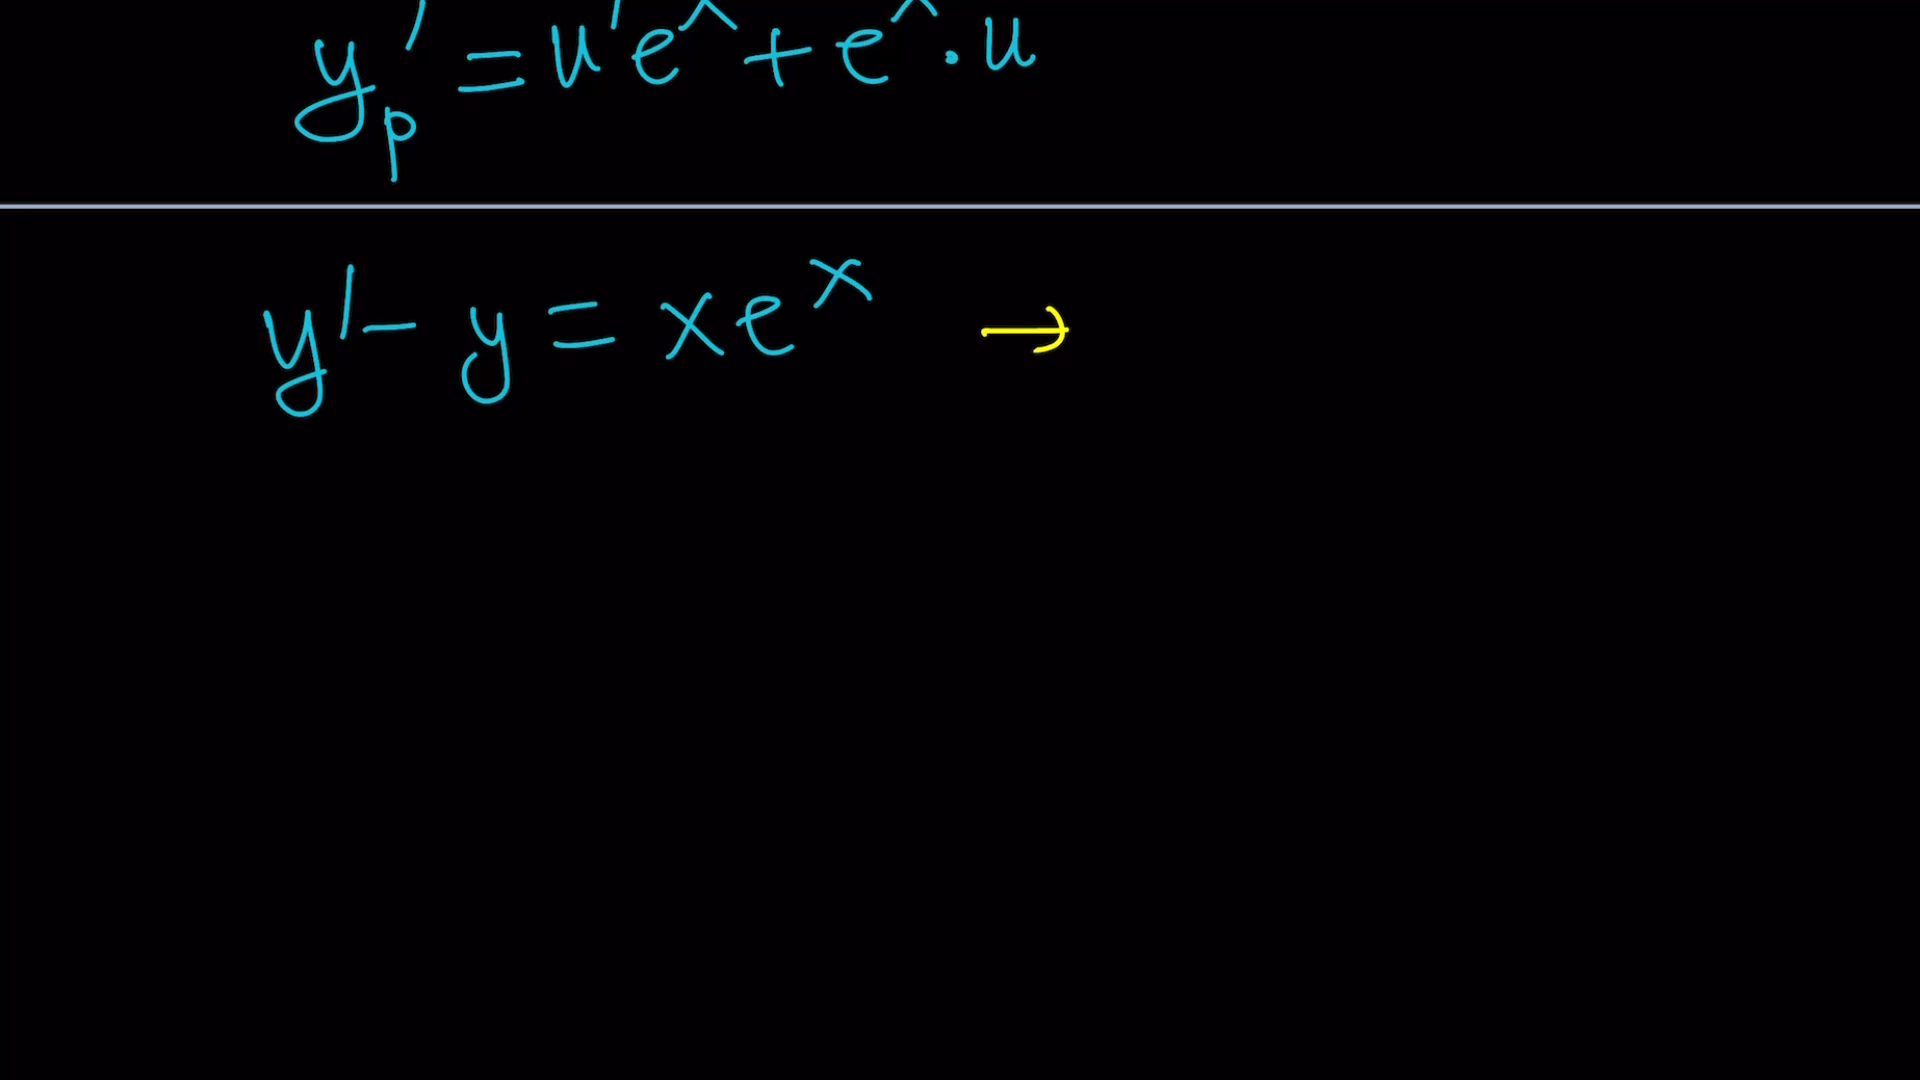 y_p' = u'e^x + e^x · u
y' - y = xe^x →